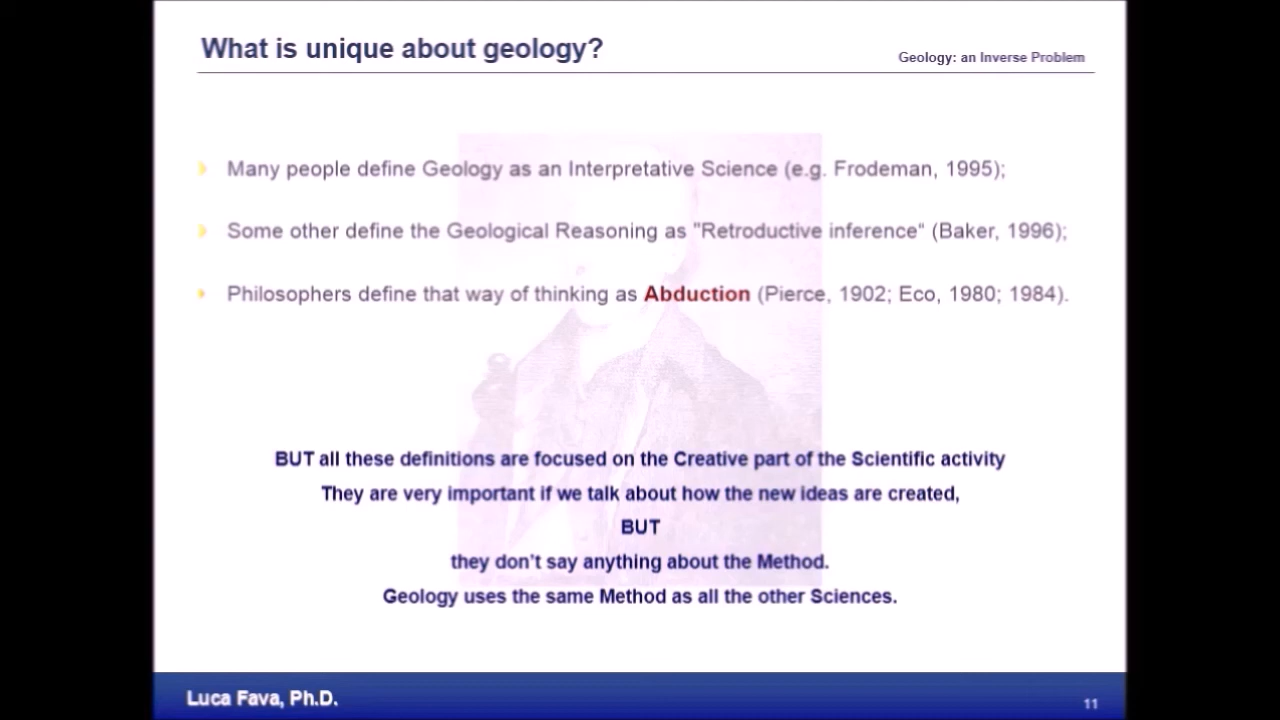 What is unique about geology?
Geology: an Inverse Problem
Many people define Geology as an Interpretative Science (e.g. Frodeman, 1995);
Some other define the Geological Reasoning as "Retroductive inference“ (Baker, 1996);
Philosophers define that way of thinking as Abduction (Pierce, 1902; Eco, 1980; 1984).
BUT all these definitions are focused on the Creative part of the Scientific activity
They are very important if we talk about how the new ideas are created,
BUT
they don't say anything about the Method.
Geology uses the same Method as all the other Sciences.
Luca Fava, Ph.D.
11